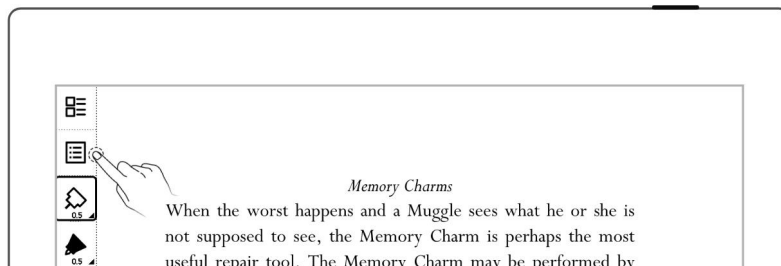 Memory Charms
When the worst happens and a Muggle sees what he or she is
0.5
not supposed to see, the Memory Charm is perhaps the most
0.5
useful repair tool. The Memory Charm may be performed by